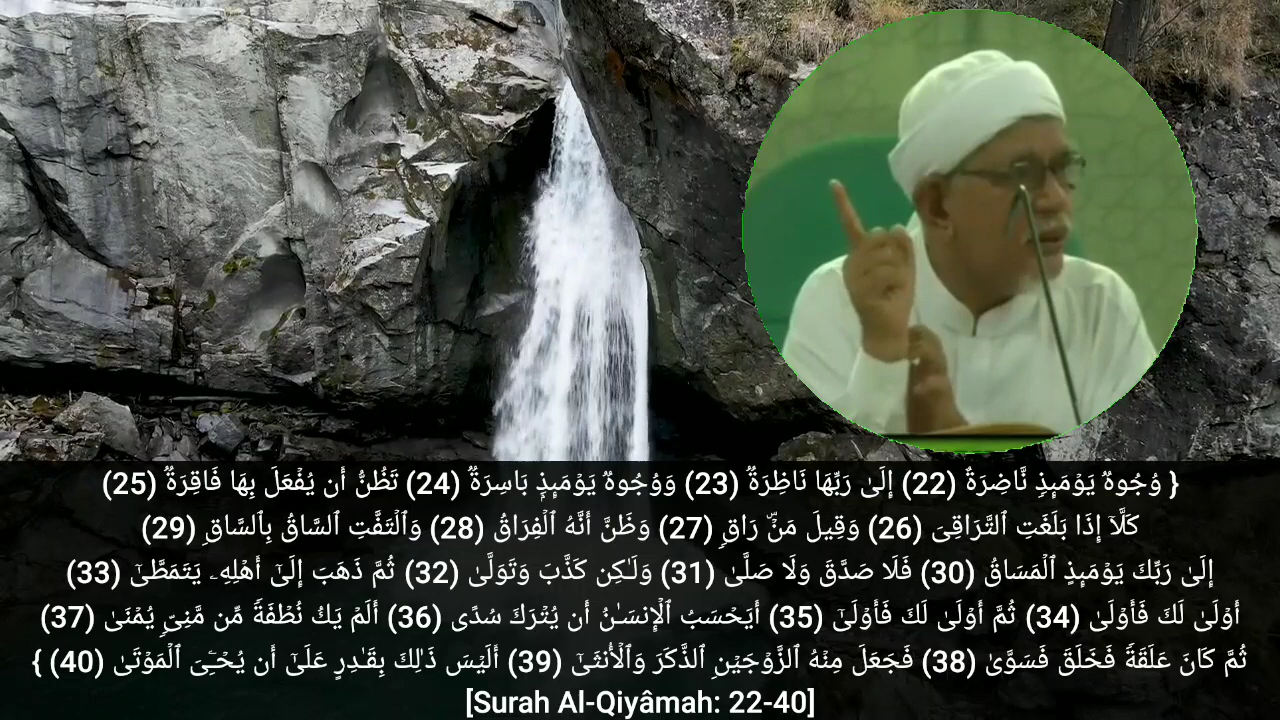 { وُجُوهٌ يَوْمَىِٕذٍ نَّاضِرَةٌ (22) إِلَىٰ رَبِّهَا نَاظِرَةٌ (23) وَوُجُوهٌ يَوْمَىِٕذِۭ بَاسِرَةٌ (24) تَظُنُّ أَن يُفْعَلَ بِهَا فَاقِرَةٌ (25)
كَلَّآ إِذَا بَلَغَتِ ٱلتَّرَاقِىَ (26) وَقِيلَ مَنْۜ رَاقٍ (27) وَظَنَّ أَنَّهُ ٱلْفِرَاقُ (28) وَٱلْتَفَّتِ ٱلسَّاقُ بِٱلسَّاقِ (29)
إِلَىٰ رَبِّكَ يَوْمَىِٕذٍ ٱلْمَسَاقُ (30) فَلَا صَدَّقَ وَلَا صَلَّىٰ (31) وَلَـٰكِن كَذَّبَ وَتَوَلَّىٰ (32) ثُمَّ ذَهَبَ إِلَىٰٓ أَهْلِهِۦ يَتَمَطَّىٰٓ (33)
أَوْلَىٰ لَكَ فَأَوْلَىٰ (34) ثُمَّ أَوْلَىٰ لَكَ فَأَوْلَىٰٓ (35) أَيَحْسَبُ ٱلْإِنسَـٰنُ أَن يُتْرَكَ سُدًى (36) أَلَمْ يَكُ نُطْفَةً مِّن مَّنِىٍّ يُمْنَىٰ (37)
ثُمَّ كَانَ عَلَقَةً فَخَلَقَ فَسَوَّىٰ (38) فَجَعَلَ مِنْهُ ٱلزَّوْجَيْنِ ٱلذَّكَرَ وَٱلْأُنثَىٰٓ (39) أَلَيْسَ ذَٰلِكَ بِقَـٰدِرٍ عَلَىٰٓ أَن يُحْـِۧىَ ٱلْمَوْتَىٰ (40) }
[Surah Al-Qiyâmah: 22-40]